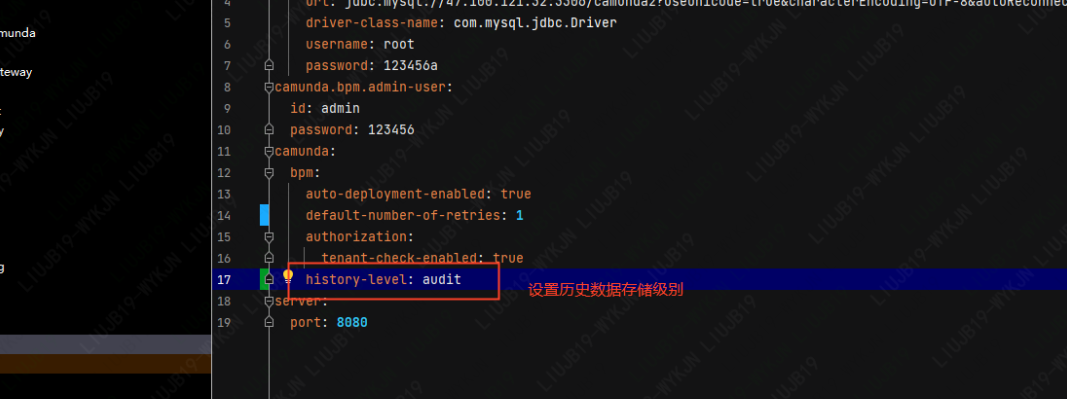 munda
teway
y
g
4 url: jdbc:mysql://47.100.121.32:3306/camunda2?useUnicode=true&characterEncoding=UTF-8&autoReconnec
5 driver-class-name: com.mysql.jdbc.Driver
6 username: root
7 password: 123456a
8 camunda.bpm.admin-user:
9 id: admin
10 password: 123456
11 camunda:
12 bpm:
13 auto-deployment-enabled: true
14 default-number-of-retries: 1
15 authorization:
16 tenant-check-enabled: true
17 history-level: audit
设置历史数据存储级别
18 server:
19 port: 8080
LIUJB19-WYKJN LIUJB19